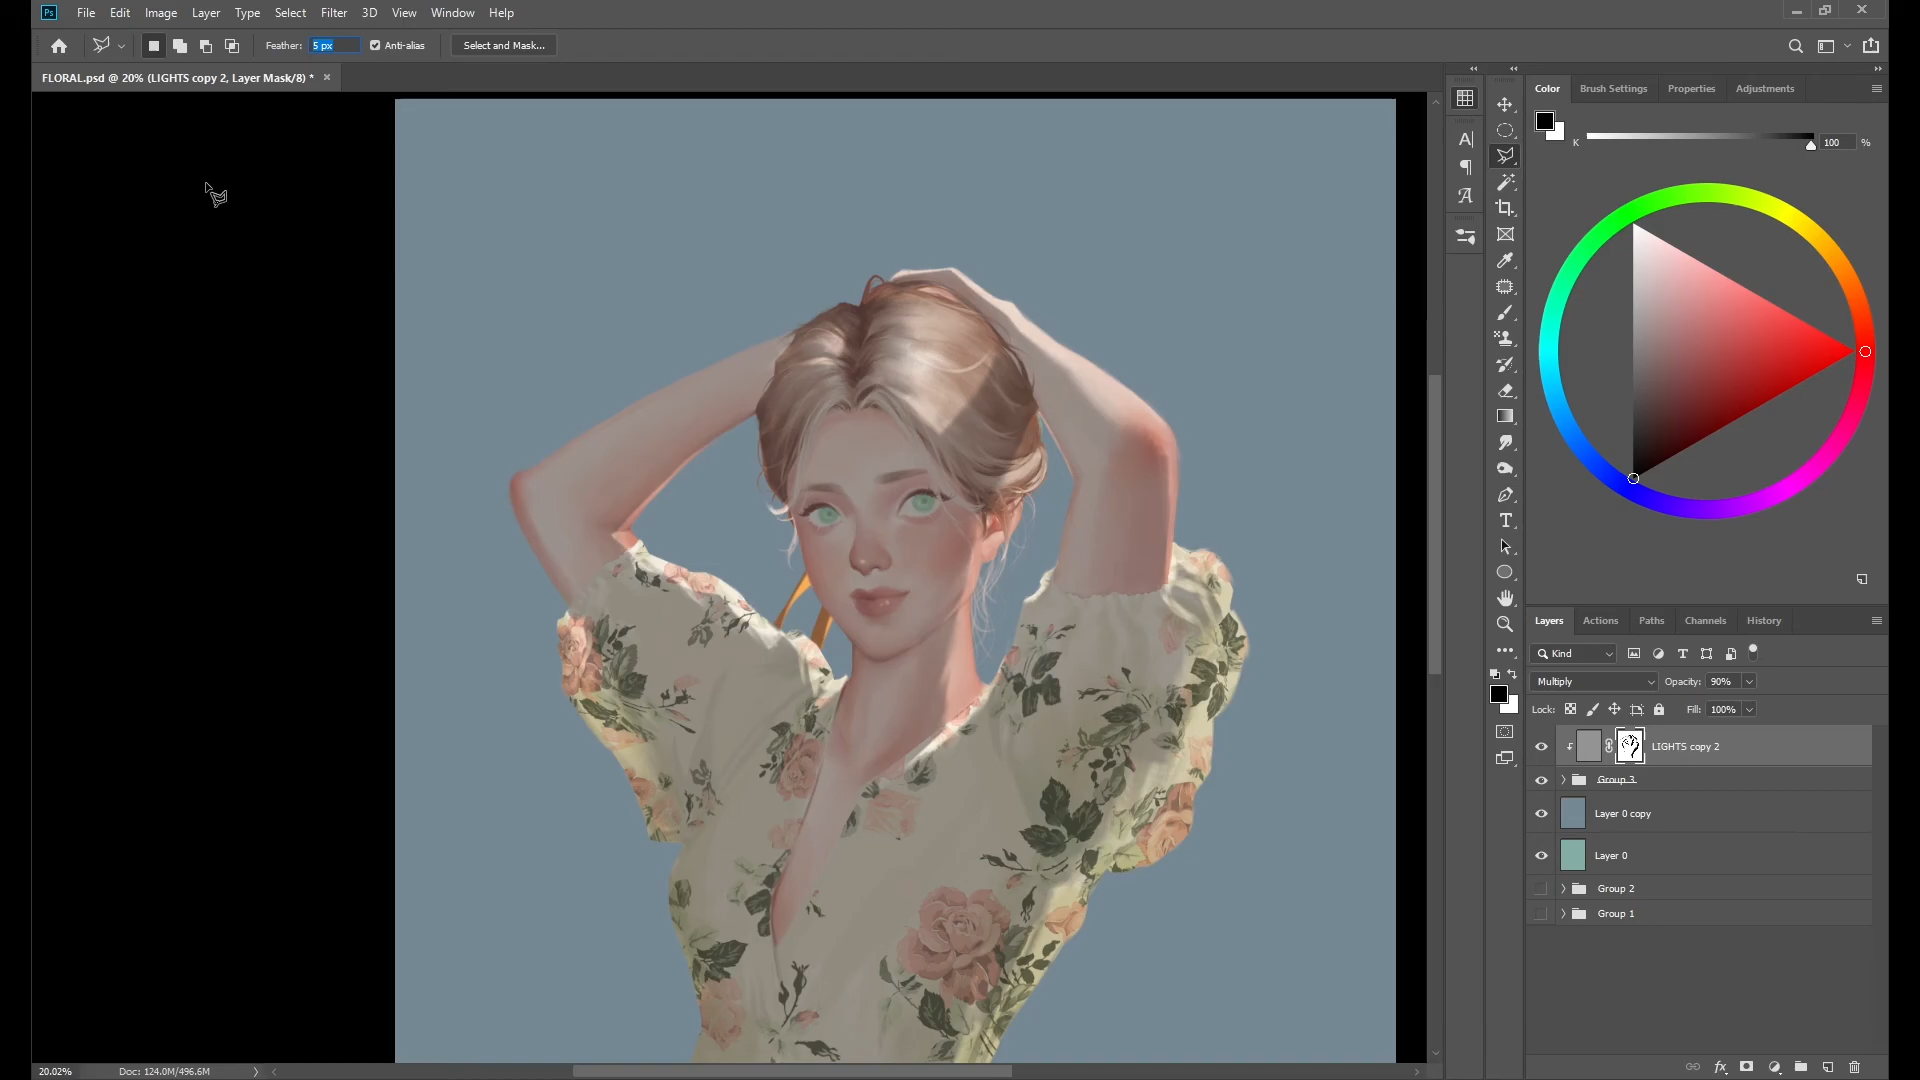 Ps File Edit Image Layer Type Select Filter 3D View Window Help
Feather: 5 px Anti-alias Select and Mask...
FLORAL.psd @ 20% (LIGHTS copy 2, Layer Mask/8) *
Color Brush Settings Properties Adjustments
K 100 %
Layers Actions Paths Channels History
Kind
Multiply Opacity: 90%
Lock: Fill: 100%
LIGHTS copy 2
Group 3
Layer 0 copy
Layer 0
Group 2
Group 1
20.02% Doc: 124.0M/496.6M